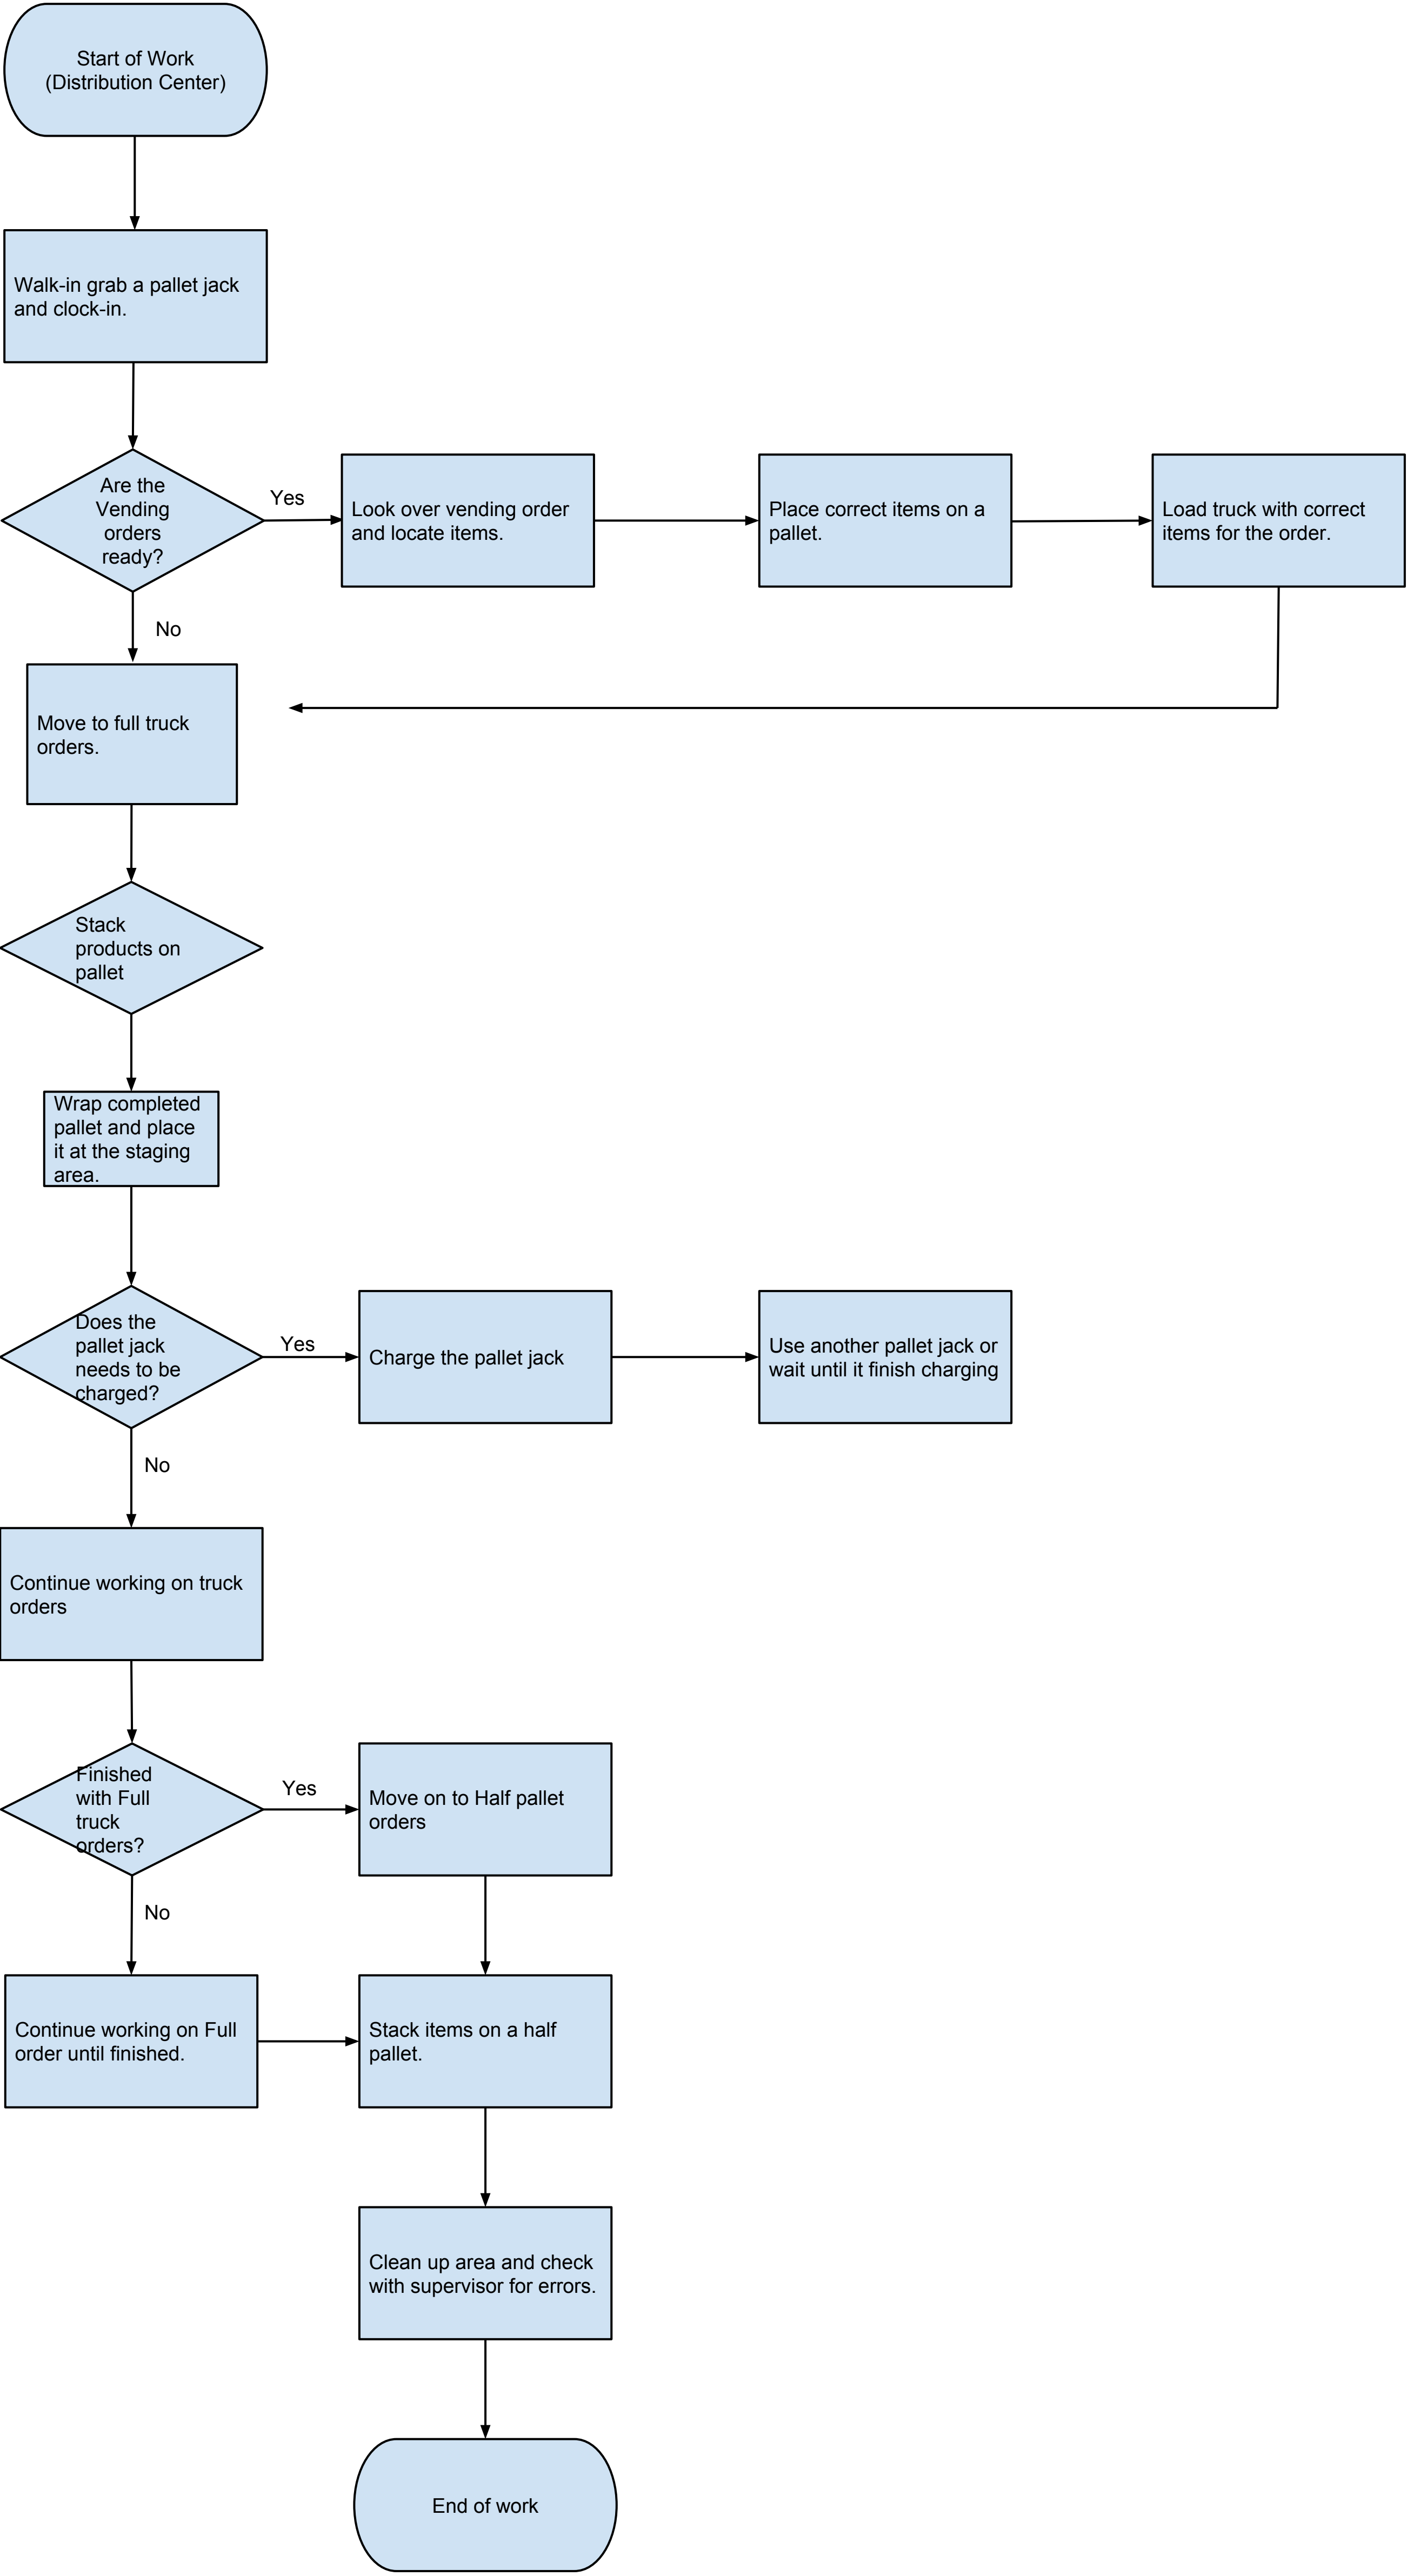 Start of Work
(Distribution Center)
Walk-in grab a pallet jack
and clock-in.
Are the
Vending
orders
ready?
Yes
Look over vending order
and locate items.
Place correct items on a
pallet.
Load truck with correct
items for the order.
No
Move to full truck
orders.
Stack
products on
pallet
Wrap completed
pallet and place
it at the staging
area.
Does the
pallet jack
needs to be
charged?
Yes
Charge the pallet jack
Use another pallet jack or
wait until it finish charging
No
Continue working on truck
orders
Finished
with Full
truck
orders?
Yes
Move on to Half pallet
orders
No
Continue working on Full
order until finished.
Stack items on a half
pallet.
Clean up area and check
with supervisor for errors.
End of work